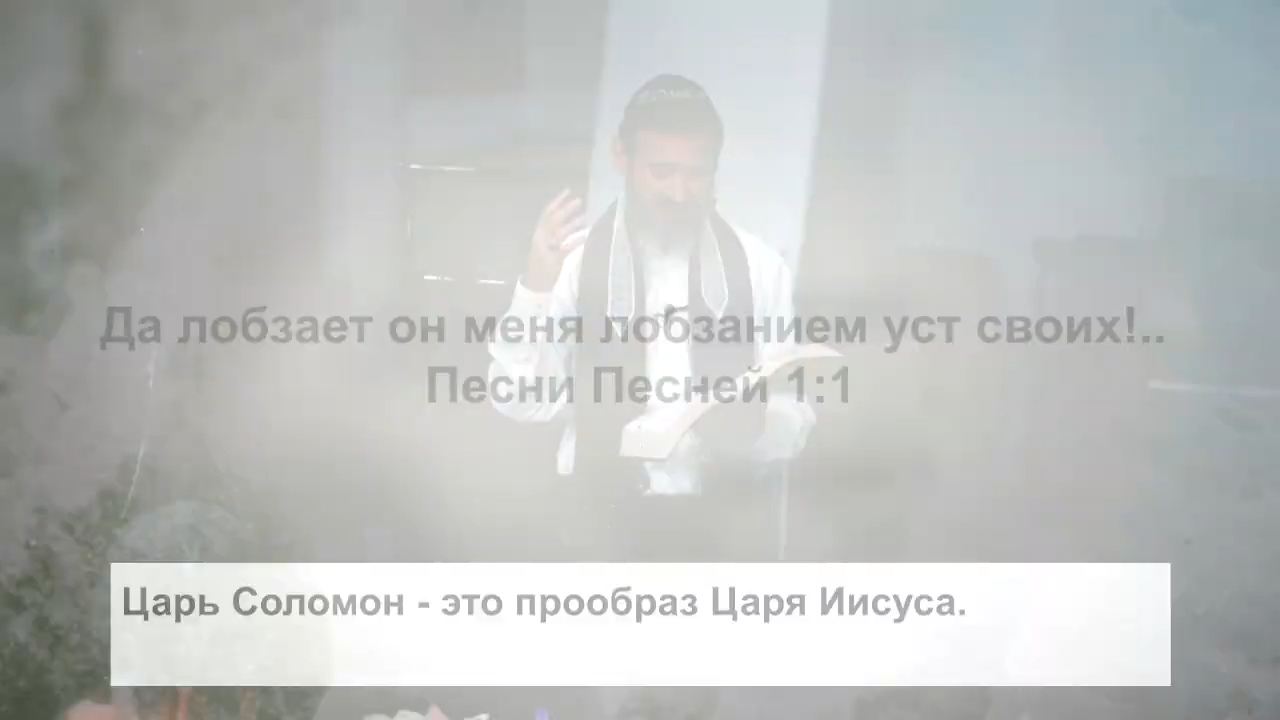 Да лобзает он меня лобзанием уст своих!..
Песни Песней 1:1
Царь Соломон - это прообраз Царя Иисуса.